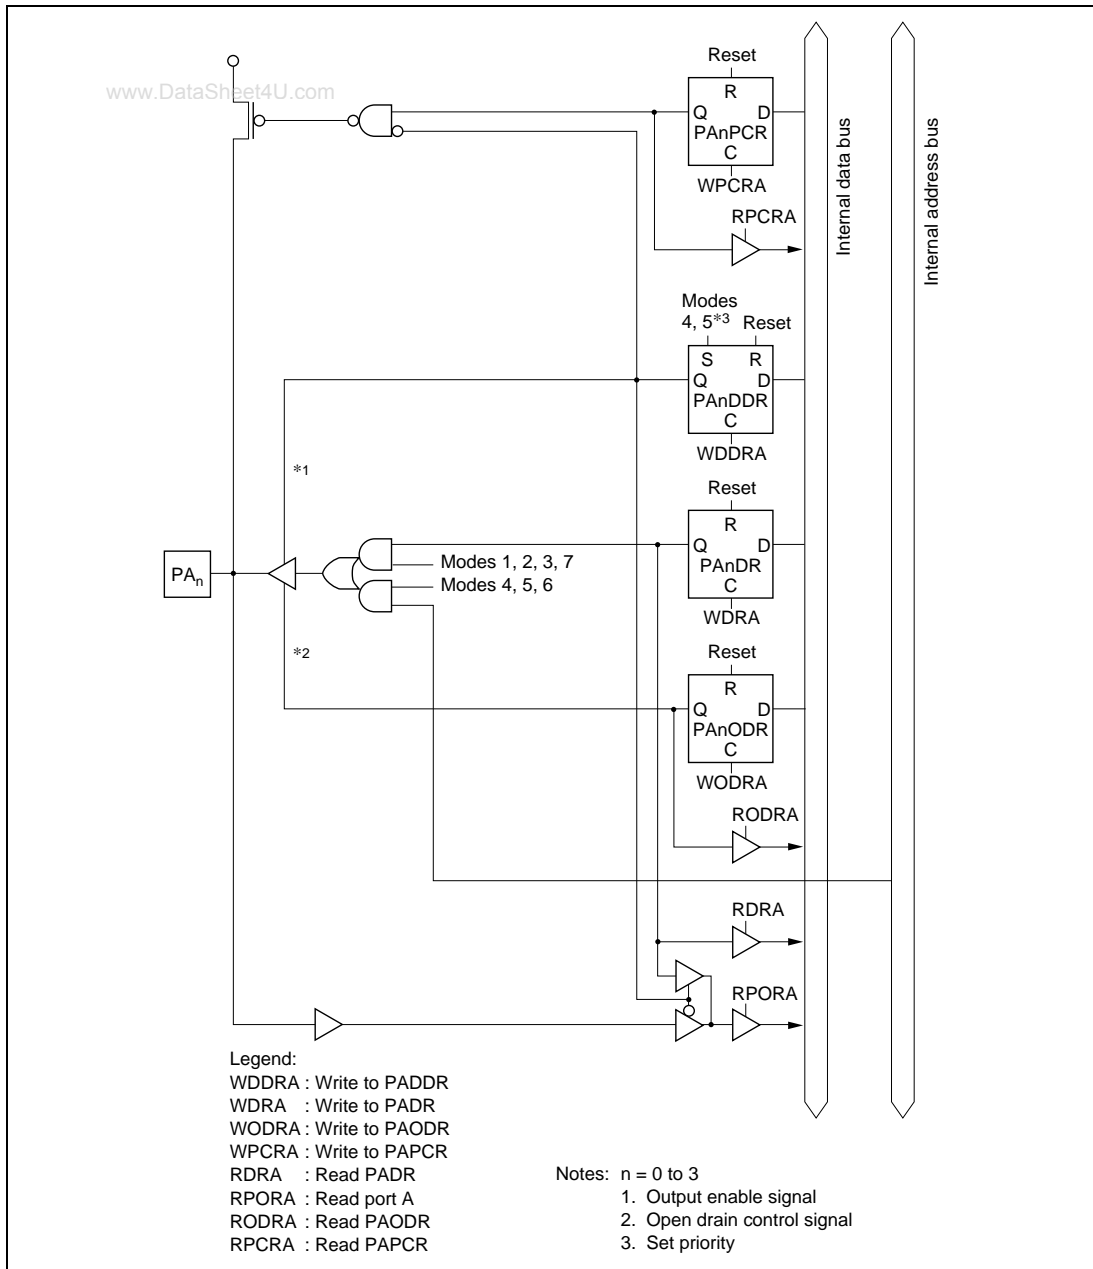 www.DataSheet4U.com
Reset
R
Q D
PAnPCR
C
WPCRA
RPCRA
Internal data bus
Internal address bus
Modes
4, 5*3 Reset
S R
Q D
PAnDDR
C
WDDRA
*1
Reset
R
Q D
PAnDR
C
WDRA
Modes 1, 2, 3, 7
Modes 4, 5, 6
PAn
*2
Reset
R
Q D
PAnODR
C
WODRA
RODRA
RDRA
RPORA
Legend:
WDDRA : Write to PADDR
WDRA : Write to PADR
WODRA : Write to PAODR
WPCRA : Write to PAPCR
RDRA : Read PADR
RPORA : Read port A
RODRA : Read PAODR
RPCRA : Read PAPCR
Notes: n = 0 to 3
1. Output enable signal
2. Open drain control signal
3. Set priority